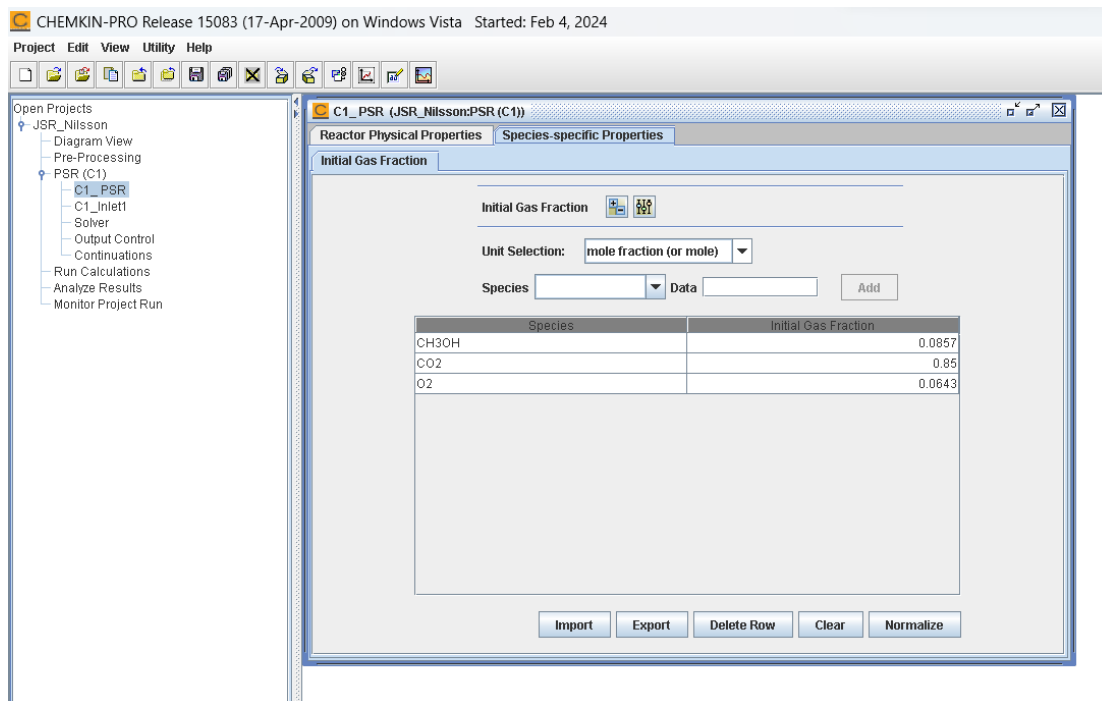 CHEMKIN-PRO Release 15083 (17-Apr-2009) on Windows Vista Started: Feb 4, 2024
Project Edit View Utility Help
Open Projects
JSR_Nilsson
Diagram View
Pre-Processing
PSR (C1)
C1_ PSR
C1_Inlet1
Solver
Output Control
Continuations
Run Calculations
Analyze Results
Monitor Project Run
C1_ PSR (JSR_Nilsson:PSR (C1))
Reactor Physical Properties Species-specific Properties
Initial Gas Fraction
Initial Gas Fraction
Unit Selection: mole fraction (or mole)
Species Data Add
Species Initial Gas Fraction
CH3OH 0.0857
CO2 0.85
O2 0.0643
Import Export Delete Row Clear Normalize